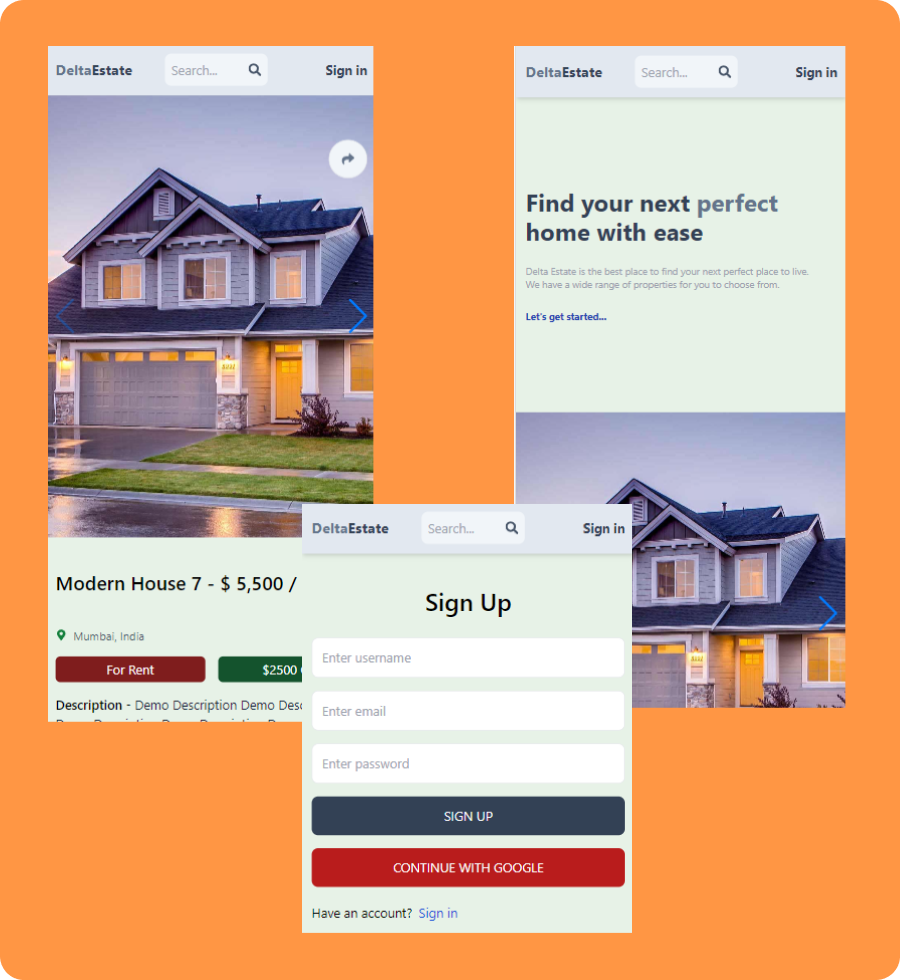 DeltaEstate
Search...
Sign in
Modern House 7 - $ 5,500 /
Mumbai, India
For Rent
$2500
Description - Demo Description Demo Desc
DeltaEstate
Search...
Sign in
Find your next perfect
home with ease
Delta Estate is the best place to find your next perfect place to live.
We have a wide range of properties for you to choose from.
Let's get started...
DeltaEstate
Search...
Sign in
Sign Up
Enter username
Enter email
Enter password
SIGN UP
CONTINUE WITH GOOGLE
Have an account? Sign in